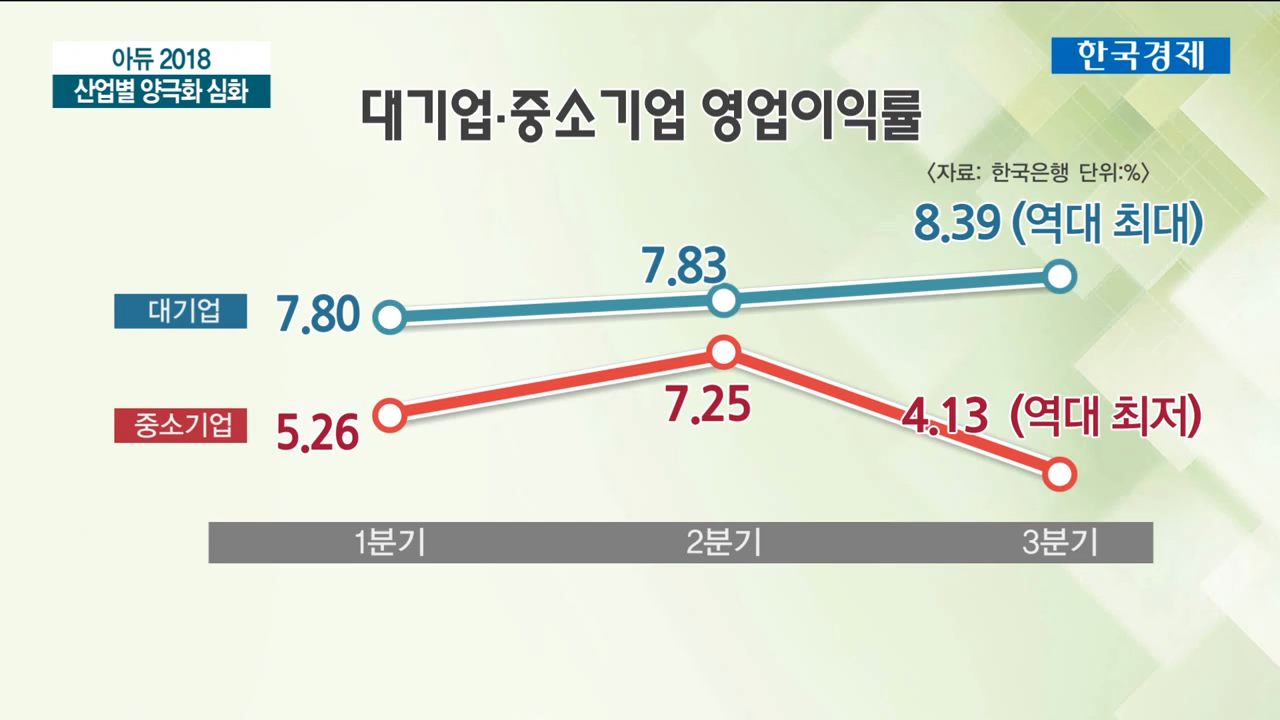 아듀 2018
산업별 양극화 심화
한국경제
대기업·중소기업 영업이익률
〈자료: 한국은행 단위:%〉
8.39 (역대 최대)
7.83
대기업 7.80
7.25
4.13 (역대 최저)
중소기업 5.26
1분기 2분기 3분기